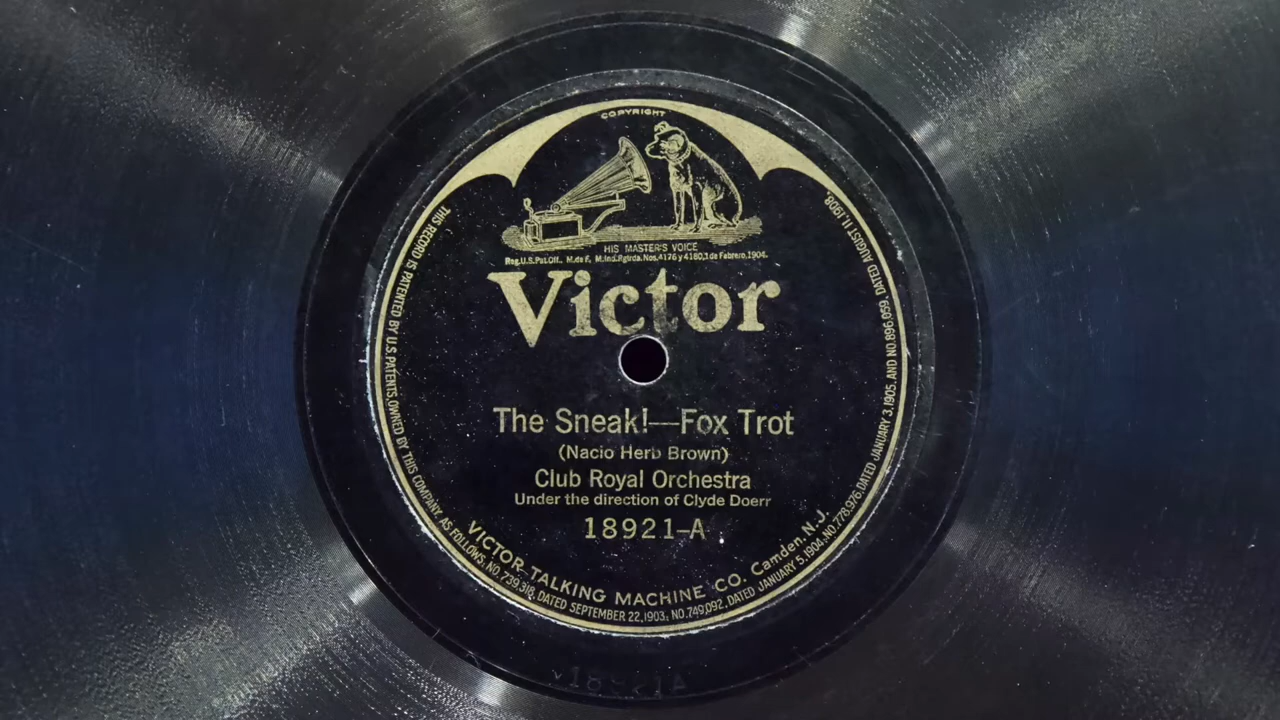 COPYRIGHT
HIS MASTER'S VOICE
Reg.U.S.Pat.Off. M.de F. M.Ind.Rgirda.Nos.4176 y 4180,1 de Febrero,1904.
Victor
The Sneak!—Fox Trot
(Nacio Herb Brown)
Club Royal Orchestra
Under the direction of Clyde Doerr
18921-A
VICTOR TALKING MACHINE CO. Camden, N.J.
THIS RECORD IS PATENTED BY U.S. PATENTS, OWNED BY THIS COMPANY, AS FOLLOWS: NO. 739,318, DATED SEPTEMBER 22, 1903; NO. 749,092, DATED JANUARY 5, 1904, NO. 778,976, DATED JANUARY 3, 1905. AND NO. 896,059, DATED AUGUST 11, 1908.